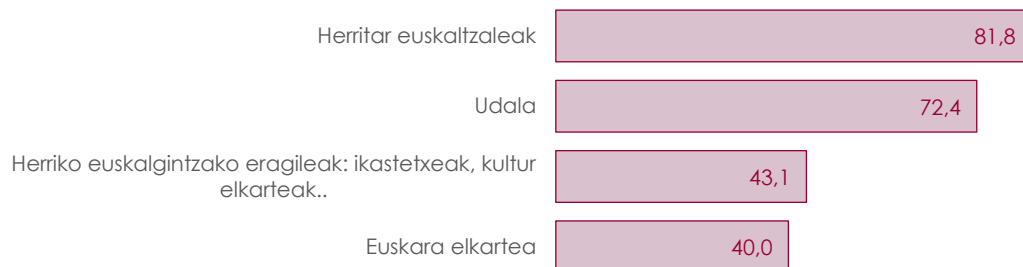 Herritar euskaltzaleak 81,8
Udala 72,4
Herriko euskalgintzako eragileak: ikastetxeak, kultur
elkarteak.. 43,1
Euskara elkartea 40,0